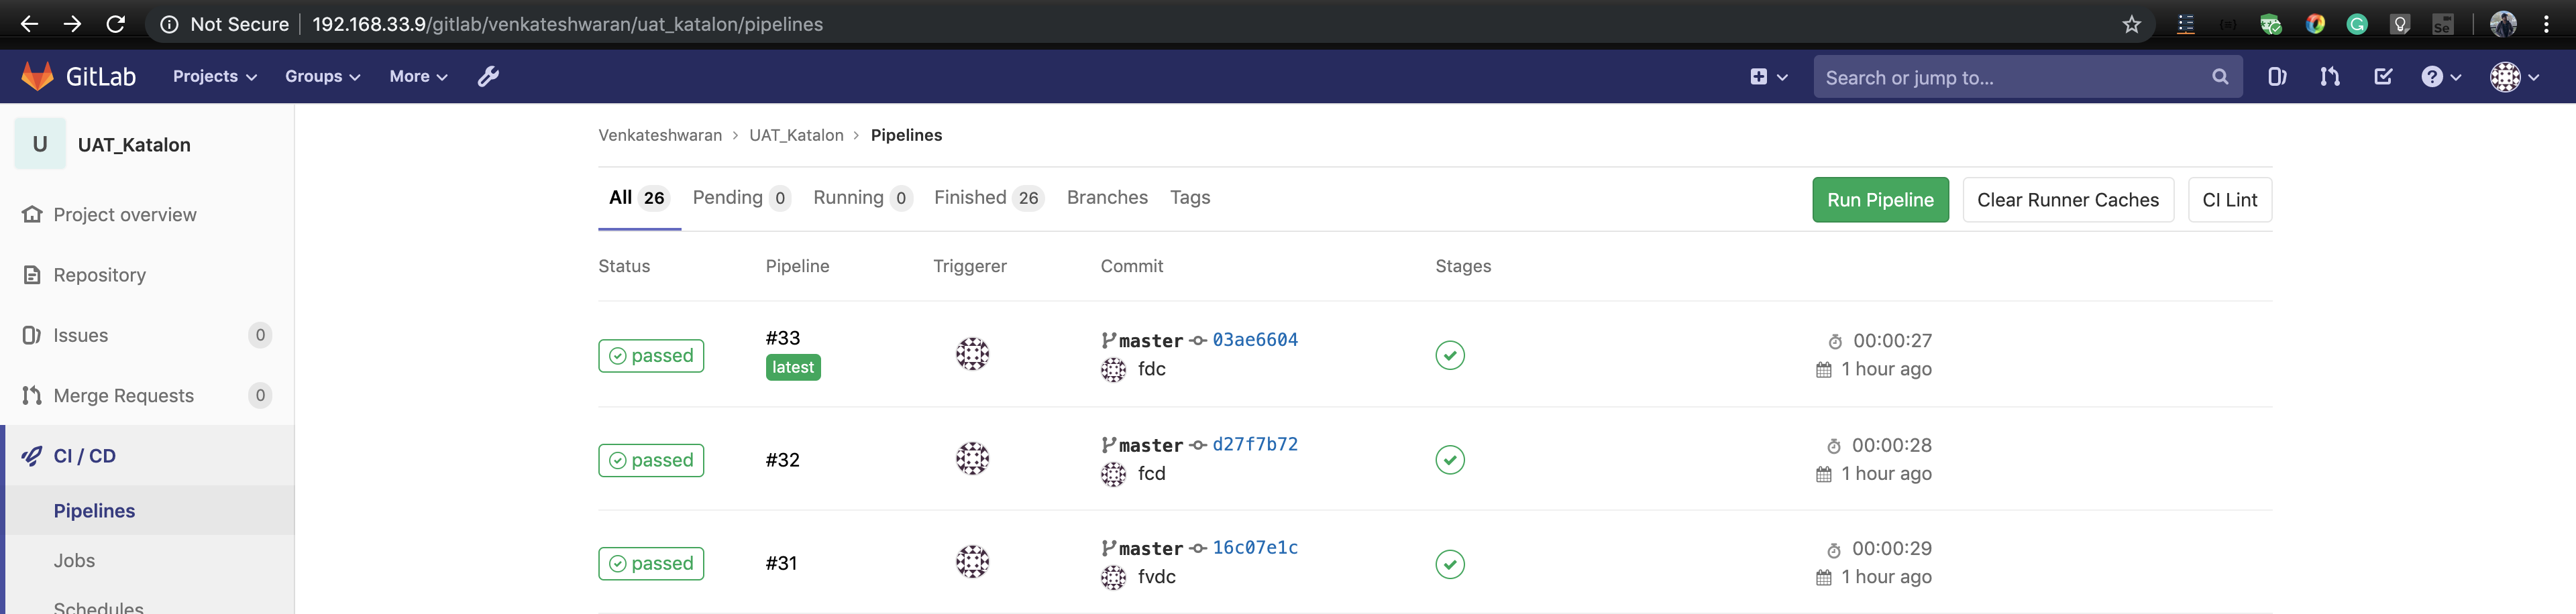 Not Secure 192.168.33.9/gitlab/venkateshwaran/uat_katalon/pipelines
GitLab Projects Groups More Search or jump to...
U UAT_Katalon
Project overview
Repository
Issues 0
Merge Requests 0
CI / CD
Pipelines
Jobs
Schedules
Venkateshwaran > UAT_Katalon > Pipelines
All 26 Pending 0 Running 0 Finished 26 Branches Tags Run Pipeline Clear Runner Caches CI Lint
Status Pipeline Triggerer Commit Stages
passed #33 latest master 03ae6604 00:00:27
fdc 1 hour ago
passed #32 master d27f7b72 00:00:28
fcd 1 hour ago
passed #31 master 16c07e1c 00:00:29
fvdc 1 hour ago